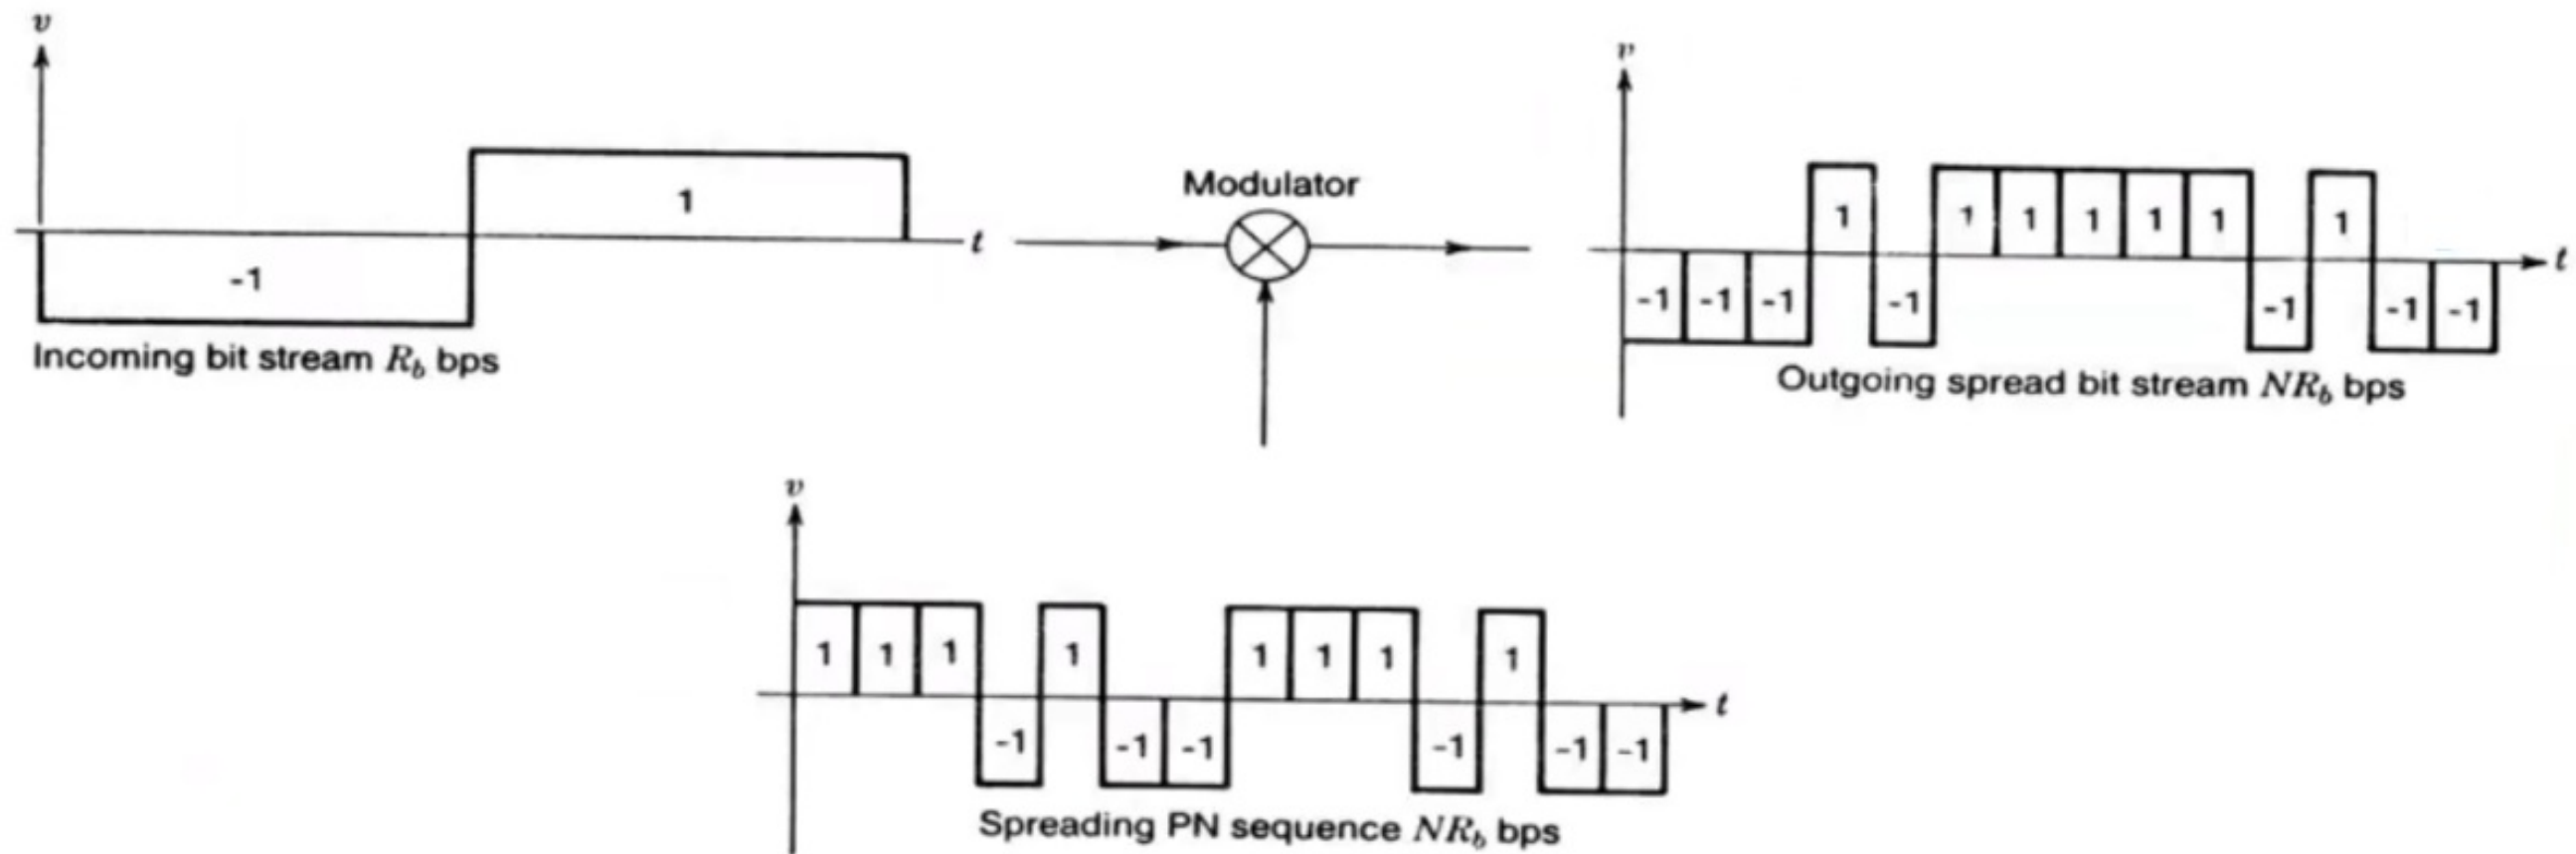 v
1
-1
t
Incoming bit stream R_b bps
Modulator
v
1 1 1 1 1 1 1
-1 -1 -1 -1 -1 -1 -1
t
Outgoing spread bit stream NR_b bps
v
1 1 1 1 1 1 1 1
-1 -1 -1 -1 -1 -1
t
Spreading PN sequence NR_b bps